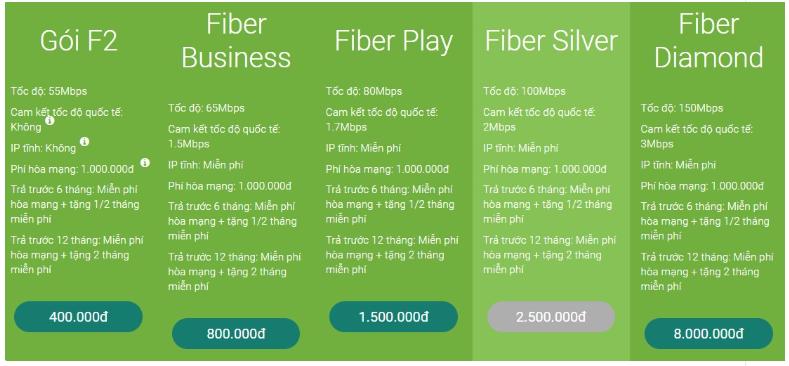 Gói F2
Tốc độ: 55Mbps
Cam kết tốc độ quốc tế:
Không
IP tĩnh: Không
Phí hòa mạng: 1.000.000đ
Trả trước 6 tháng: Miễn phí
hòa mạng + tặng 1/2 tháng
miễn phí
Trả trước 12 tháng: Miễn phí
hòa mạng + tặng 2 tháng
miễn phí
400.000đ
Fiber
Business
Tốc độ: 65Mbps
Cam kết tốc độ quốc tế:
1.5Mbps
IP tĩnh: Miễn phí
Phí hòa mạng: 1.000.000đ
Trả trước 6 tháng: Miễn phí
hòa mạng + tặng 1/2 tháng
miễn phí
Trả trước 12 tháng: Miễn phí
hòa mạng + tặng 2 tháng
miễn phí
800.000đ
Fiber Play
Tốc độ: 80Mbps
Cam kết tốc độ quốc tế:
1.7Mbps
IP tĩnh: Miễn phí
Phí hòa mạng: 1.000.000đ
Trả trước 6 tháng: Miễn phí
hòa mạng + tặng 1/2 tháng
miễn phí
Trả trước 12 tháng: Miễn phí
hòa mạng + tặng 2 tháng
miễn phí
1.500.000đ
Fiber Silver
Tốc độ: 100Mbps
Cam kết tốc độ quốc tế:
2Mbps
IP tĩnh: Miễn phí
Phí hòa mạng: 1.000.000đ
Trả trước 6 tháng: Miễn phí
hòa mạng + tặng 1/2 tháng
miễn phí
Trả trước 12 tháng: Miễn phí
hòa mạng + tặng 2 tháng
miễn phí
2.500.000đ
Fiber
Diamond
Tốc độ: 150Mbps
Cam kết tốc độ quốc tế:
3Mbps
IP tĩnh: Miễn phí
Phí hòa mạng: 1.000.000đ
Trả trước 6 tháng: Miễn phí
hòa mạng + tặng 1/2 tháng
miễn phí
Trả trước 12 tháng: Miễn phí
hòa mạng + tặng 2 tháng
miễn phí
8.000.000đ